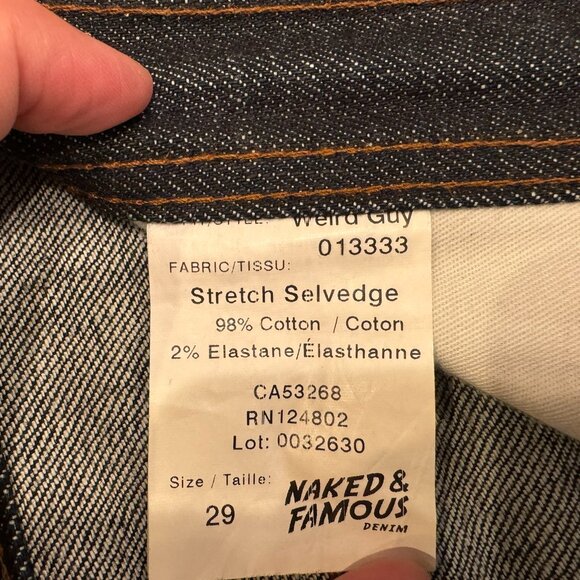 Weird Guy
013333
FABRIC/TISSU:
Stretch Selvedge
98% Cotton / Coton
2% Elastane/Élasthanne
CA53268
RN124802
Lot: 0032630
Size / Taille:
29
NAKED &
FAMOUS
DENIM